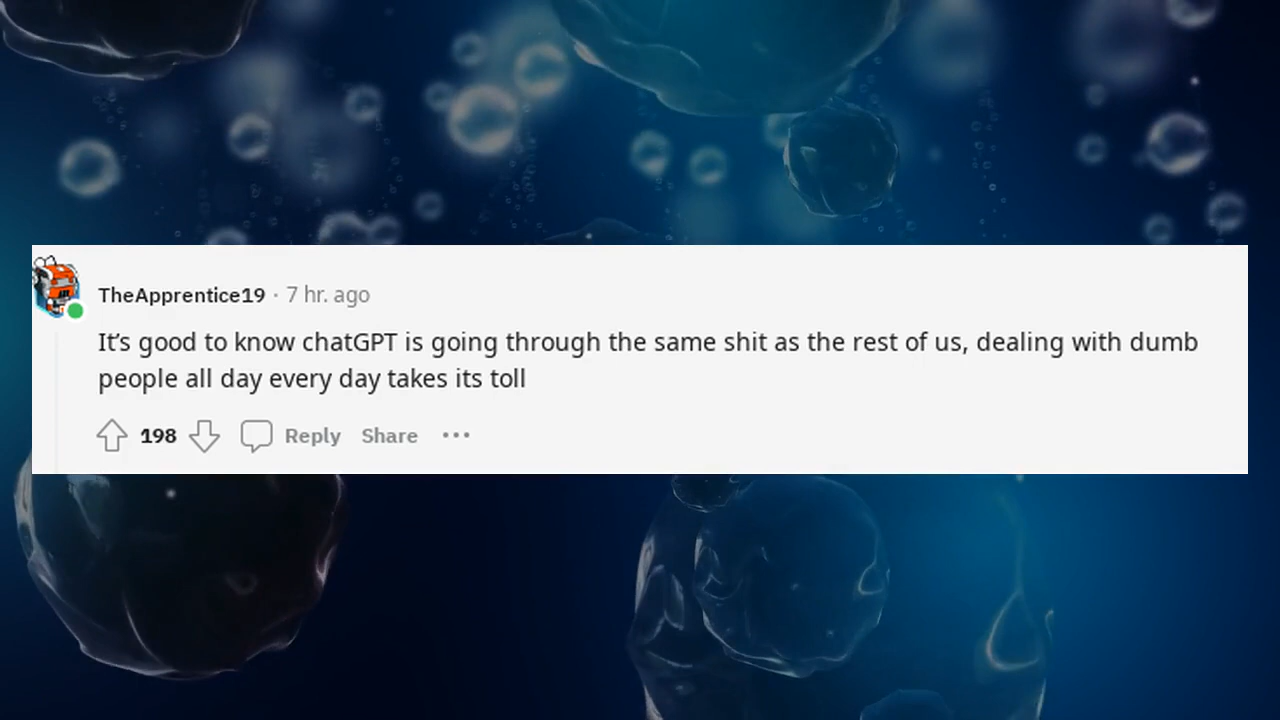 TheApprentice19 · 7 hr. ago
It’s good to know chatGPT is going through the same shit as the rest of us, dealing with dumb
people all day every day takes its toll
198 Reply Share ···